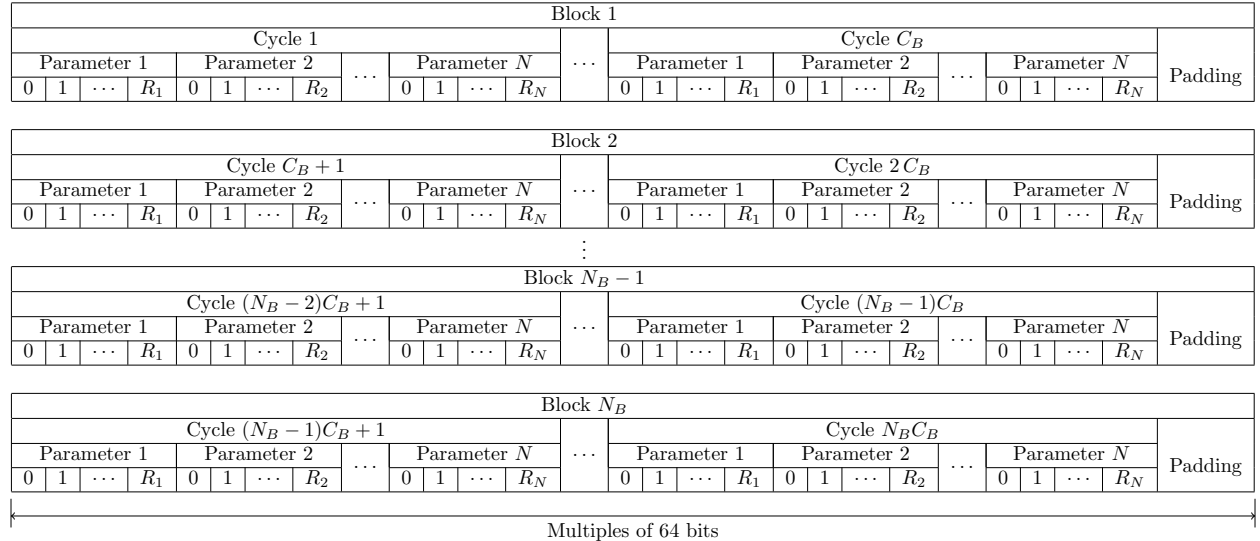 Block 1
Cycle 1 ⋯ Cycle C_B
Parameter 1 Parameter 2 ⋯ Parameter N Parameter 1 Parameter 2 ⋯ Parameter N Padding
0 1 ⋯ R_1 0 1 ⋯ R_2 0 1 ⋯ R_N 0 1 ⋯ R_1 0 1 ⋯ R_2 0 1 ⋯ R_N
Block 2
Cycle C_B + 1 ⋯ Cycle 2 C_B
Parameter 1 Parameter 2 ⋯ Parameter N Parameter 1 Parameter 2 ⋯ Parameter N Padding
0 1 ⋯ R_1 0 1 ⋯ R_2 0 1 ⋯ R_N 0 1 ⋯ R_1 0 1 ⋯ R_2 0 1 ⋯ R_N
⋮
Block N_B − 1
Cycle (N_B − 2)C_B + 1 ⋯ Cycle (N_B − 1)C_B
Parameter 1 Parameter 2 ⋯ Parameter N Parameter 1 Parameter 2 ⋯ Parameter N Padding
0 1 ⋯ R_1 0 1 ⋯ R_2 0 1 ⋯ R_N 0 1 ⋯ R_1 0 1 ⋯ R_2 0 1 ⋯ R_N
Block N_B
Cycle (N_B − 1)C_B + 1 ⋯ Cycle N_B C_B
Parameter 1 Parameter 2 ⋯ Parameter N Parameter 1 Parameter 2 ⋯ Parameter N Padding
0 1 ⋯ R_1 0 1 ⋯ R_2 0 1 ⋯ R_N 0 1 ⋯ R_1 0 1 ⋯ R_2 0 1 ⋯ R_N
Multiples of 64 bits